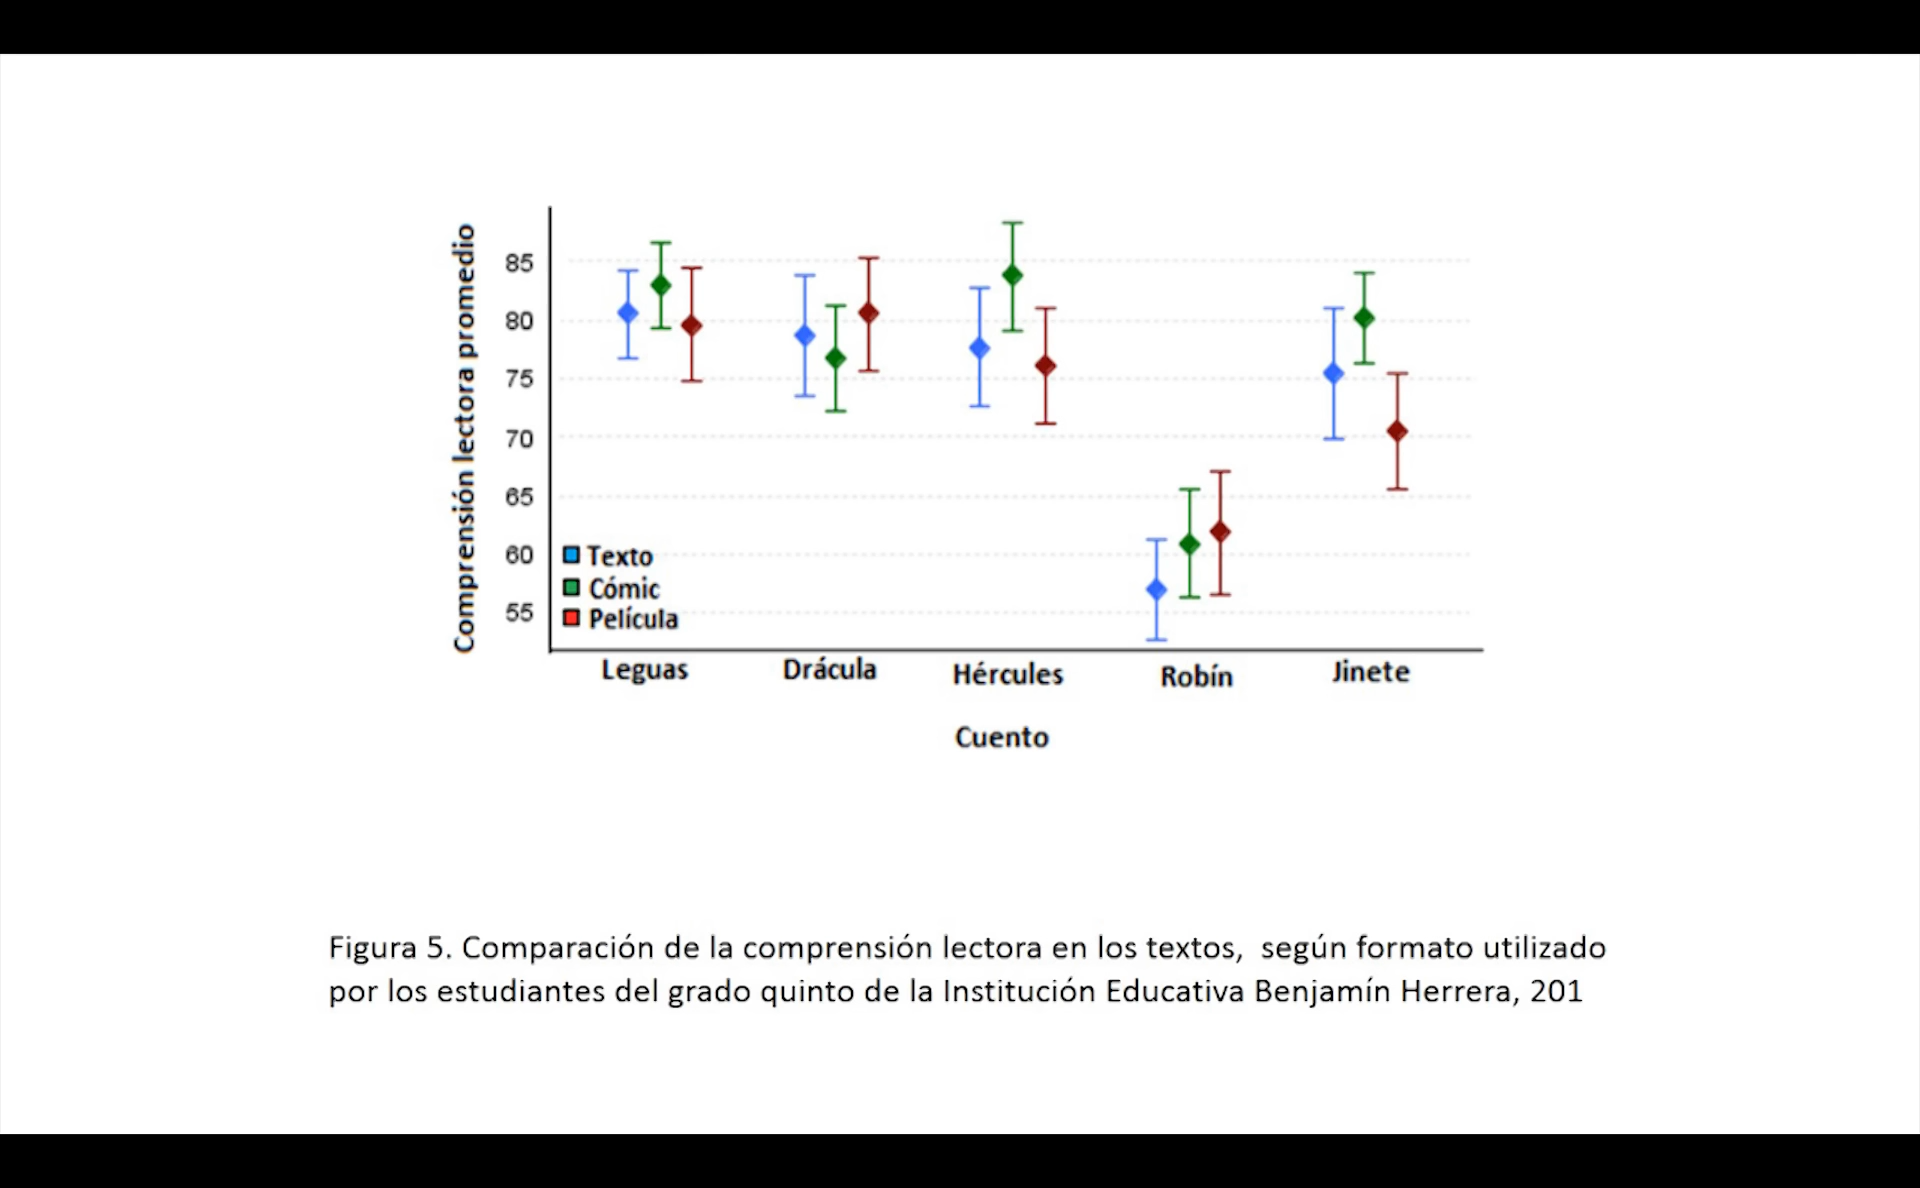 Comprensión lectora promedio
85
80
75
70
65
60
55
Texto
Cómic
Película
Leguas Drácula Hércules Robín Jinete
Cuento
Figura 5. Comparación de la comprensión lectora en los textos,  según formato utilizado
por los estudiantes del grado quinto de la Institución Educativa Benjamín Herrera, 201